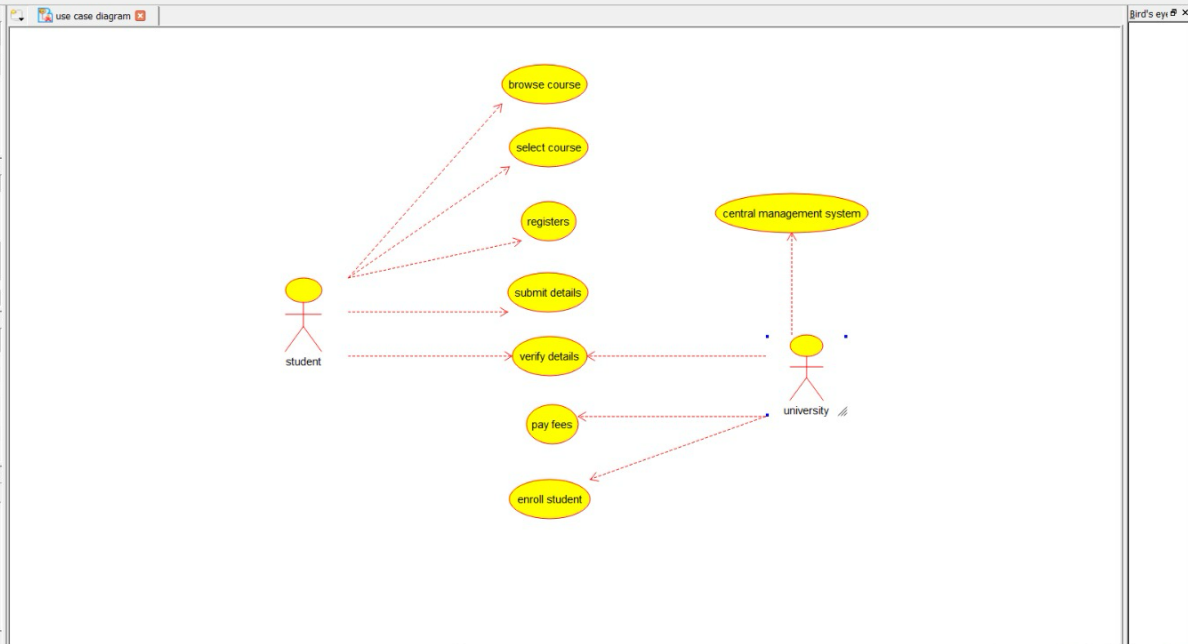 use case diagram
Bird's eye
browse course
select course
registers
central management system
submit details
verify details
student
university
pay fees
enroll student